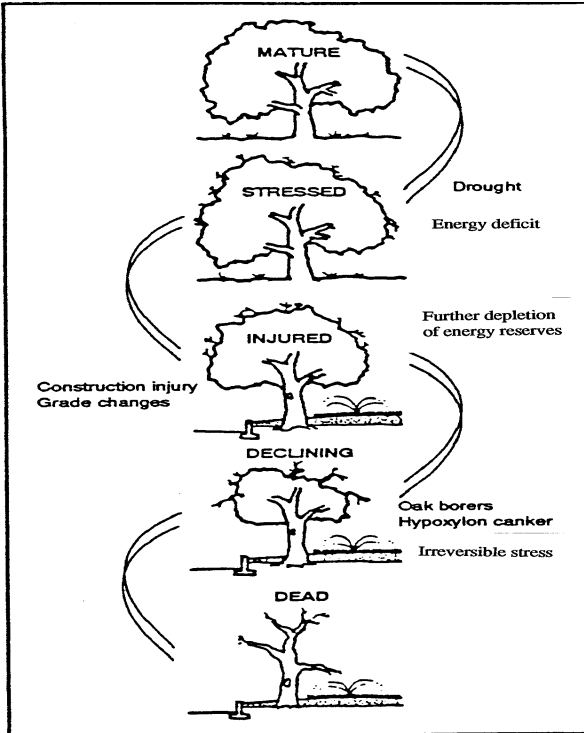 MATURE
STRESSED
Drought
Energy deficit
Further depletion
of energy reserves
INJURED
Construction injury
Grade changes
DECLINING
Oak borers
Hypoxylon canker
Irreversible stress
DEAD